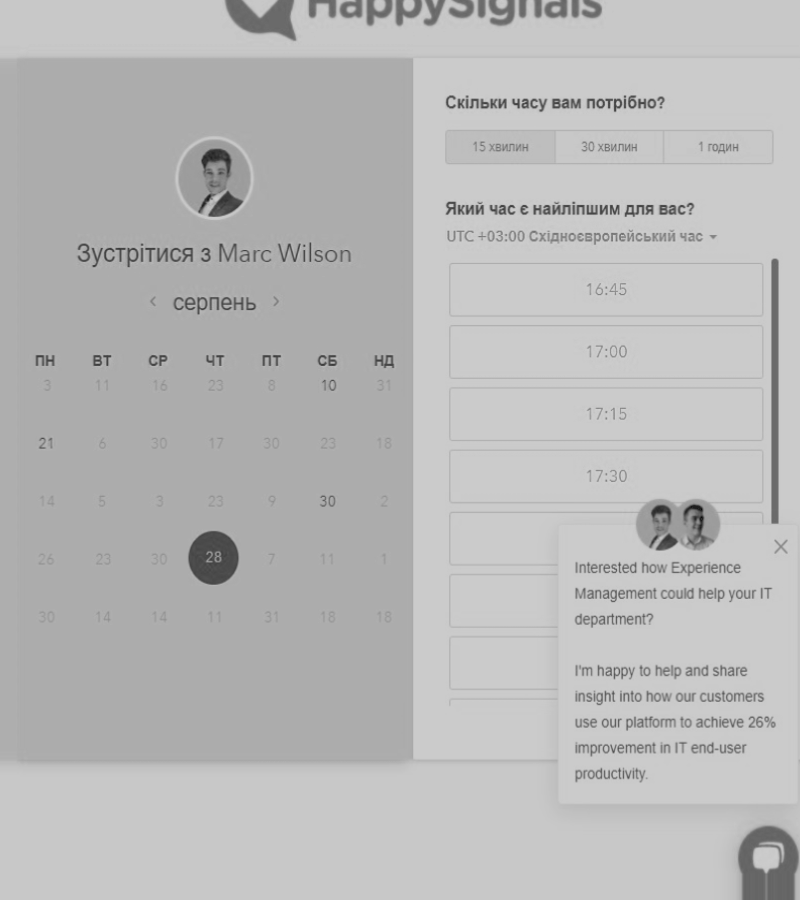 HappySignals
Зустрітися з Marc Wilson
серпень
ПН ВТ СР ЧТ ПТ СБ НД
3 11 16 23 8 10 31
21 6 30 17 30 23 18
14 5 3 23 9 30 2
26 23 30 28 7 11 1
30 14 14 11 31 18 18
Скільки часу вам потрібно?
15 хвилин 30 хвилин 1 годин
Який час є найліпшим для вас?
UTC +03:00 Східноєвропейський час
16:45
17:00
17:15
17:30
Interested how Experience
Management could help your IT
department?
I'm happy to help and share
insight into how our customers
use our platform to achieve 26%
improvement in IT end-user
productivity.